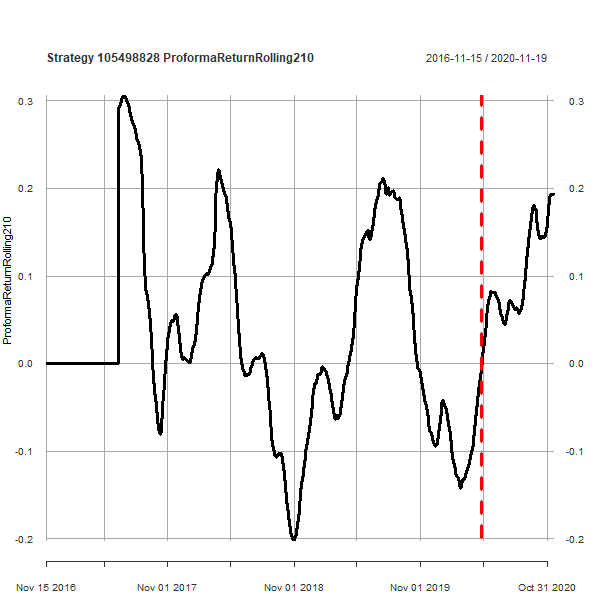 Strategy 105498828 ProformaReturnRolling210
2016-11-15 / 2020-11-19
ProformaReturnRolling210
0.3
0.2
0.1
0.0
-0.1
-0.2
0.3
0.2
0.1
0.0
-0.1
-0.2
Nov 15 2016
Nov 01 2017
Nov 01 2018
Nov 01 2019
Oct 31 2020